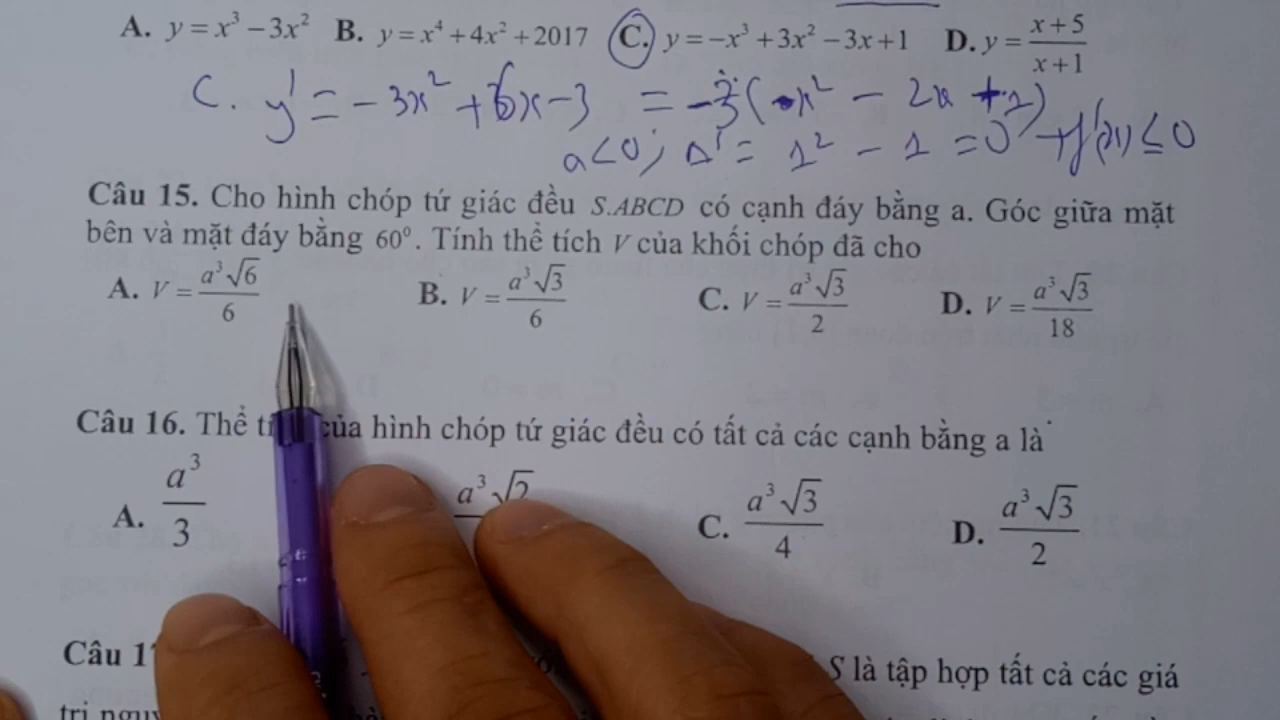 A. y = x³ − 3x² B. y = x⁴ + 4x² + 2017 C. y = −x³ + 3x² − 3x + 1 D. y = (x + 5)/(x + 1)
C. y' = − 3x² + 6x − 3 = −3(x² − 2x + 1)
a < 0; Δ' = 1² − 1 = 0 ≤ 0
Câu 15. Cho hình chóp tứ giác đều S.ABCD có cạnh đáy bằng a. Góc giữa mặt
bên và mặt đáy bằng 60°. Tính thể tích V của khối chóp đã cho
A. V = a³√6/6 B. V = a³√3/6 C. V = a³√3/2 D. V = a³√3/18
Câu 16. Thể của hình chóp tứ giác đều có tất cả các cạnh bằng a là
A. a³/3 a³√2 C. a³√3/4 D. a³√3/2
Câu S là tập hợp tất cả các giá
trị